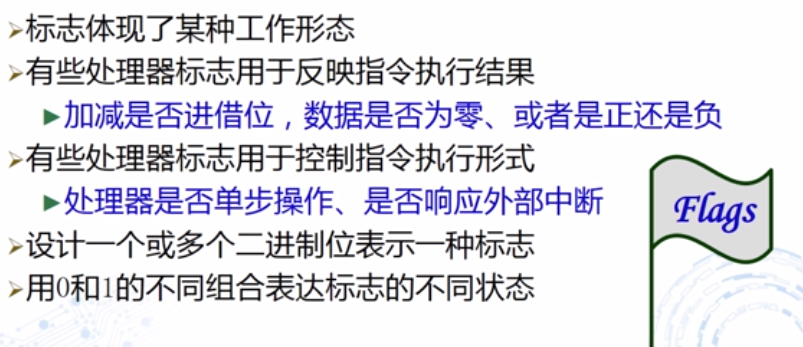 ➢标志体现了某种工作形态
➢有些处理器标志用于反映指令执行结果
►加减是否进借位，数据是否为零、或者是正还是负
➢有些处理器标志用于控制指令执行形式
►处理器是否单步操作、是否响应外部中断
Flags
➢设计一个或多个二进制位表示一种标志
➢用0和1的不同组合表达标志的不同状态